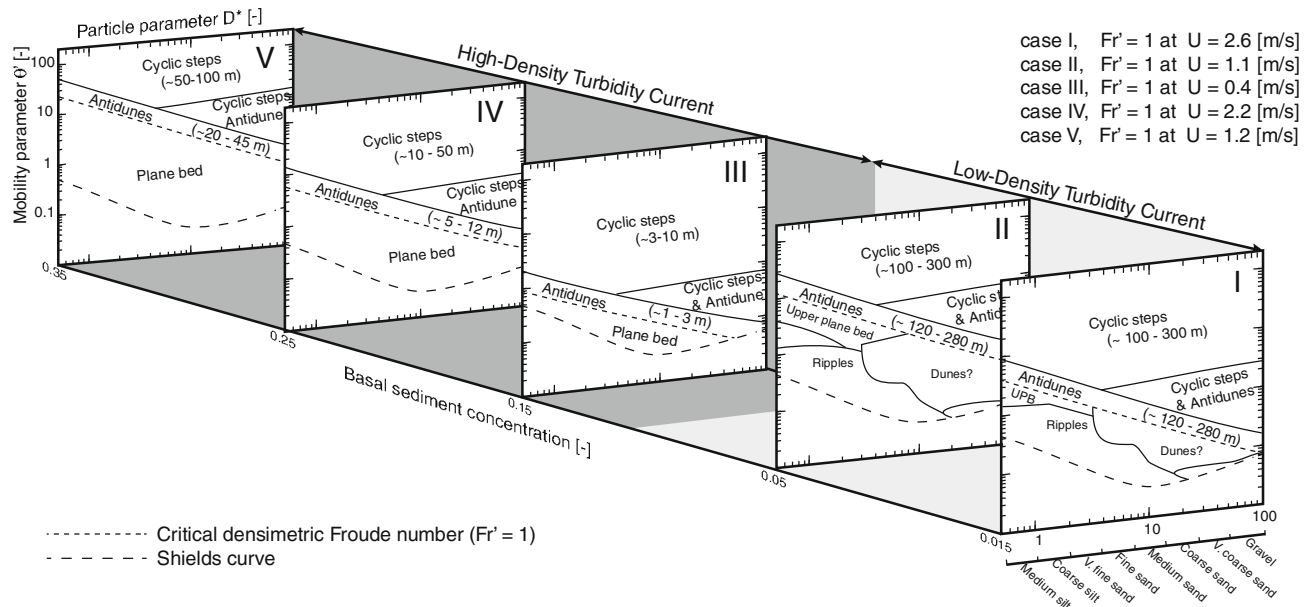 Particle parameter D* [-]
Mobility parameter θ' [-]
100
10
1
0.1
V
Cyclic steps
(~50-100 m)
Cyclic steps
Antidune
Antidunes
(~20 - 45 m)
Plane bed
High-Density Turbidity Current
IV
Cyclic steps
(~10 - 50 m)
Cyclic steps
Antidune
Antidunes
(~ 5 - 12 m)
Plane bed
III
Cyclic steps
(~3-10 m)
Cyclic steps
& Antidune
Antidunes
(~1 - 3 m)
Plane bed
Low-Density Turbidity Current
II
Cyclic steps
(~100 - 300 m)
Cyclic st
& Antid
Antidunes
(~ 120 - 280 m)
Upper plane bed
Ripples
Dunes?
I
Cyclic steps
(~ 100 - 300 m)
Cyclic steps
& Antidunes
Antidunes
(~ 120 - 280 m)
UPB
Ripples
Dunes?
case I, Fr' = 1 at U = 2.6 [m/s]
case II, Fr' = 1 at U = 1.1 [m/s]
case III, Fr' = 1 at U = 0.4 [m/s]
case IV, Fr' = 1 at U = 2.2 [m/s]
case V, Fr' = 1 at U = 1.2 [m/s]
0.35
0.25
0.15
0.05
0.015
Basal sediment concentration [-]
1
10
100
Medium silt
Coarse silt
V. fine sand
Fine sand
Medium sand
Coarse sand
V. coarse sand
Gravel
Critical densimetric Froude number (Fr' = 1)
Shields curve